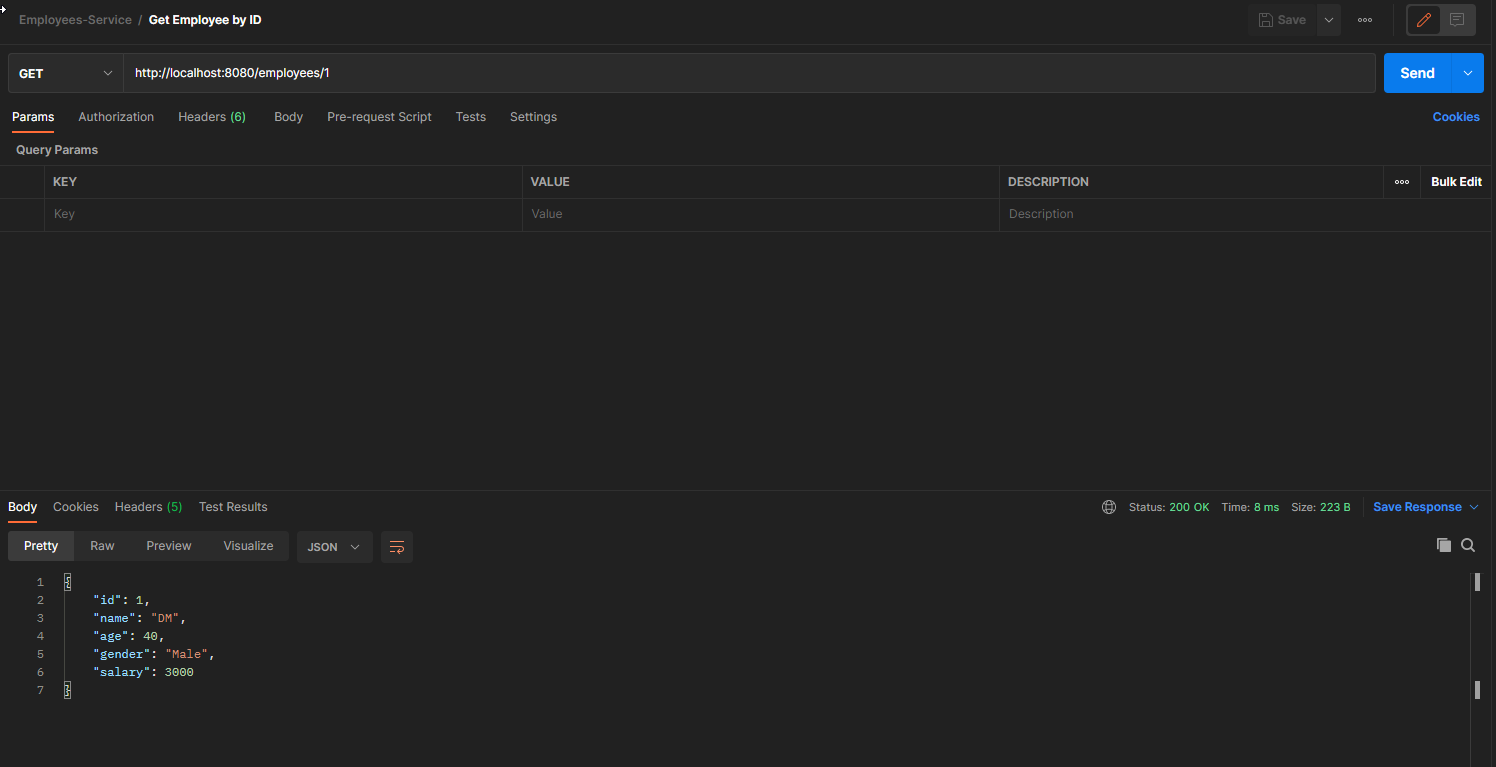 Employees-Service / Get Employee by ID
Save
GET http://localhost:8080/employees/1 Send
Params Authorization Headers (6) Body Pre-request Script Tests Settings Cookies
Query Params
KEY VALUE DESCRIPTION Bulk Edit
Key Value Description
Body Cookies Headers (5) Test Results Status: 200 OK Time: 8 ms Size: 223 B Save Response
Pretty Raw Preview Visualize JSON
1 {
2 "id": 1,
3 "name": "DM",
4 "age": 40,
5 "gender": "Male",
6 "salary": 3000
7 }